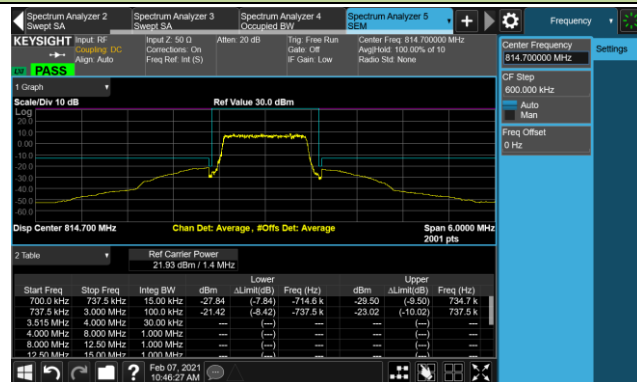 Spectrum Analyzer 2
Swept SA
Spectrum Analyzer 3
Swept SA
Spectrum Analyzer 4
Occupied BW
Spectrum Analyzer 5
SEM
Frequency
KEYSIGHT
Input: RF
Coupling: DC
Align: Auto
Input Z: 50 Ω
Corrections: On
Freq Ref: Int (S)
Atten: 20 dB
Trig: Free Run
Gate: Off
IF Gain: Low
Center Freq: 814.700000 MHz
Avg|Hold: 100.00% of 10
Radio Std: None
PASS
Center Frequency
814.700000 MHz
Settings
CF Step
600.000 kHz
Auto
Man
Freq Offset
0 Hz
1 Graph
Scale/Div 10 dB
Ref Value 30.0 dBm
Log
20.0
10.0
0.00
-10.0
-20.0
-30.0
-40.0
-50.0
-60.0
Disp Center 814.700 MHz
Chan Det: Average , #Offs Det: Average
Span 6.0000 MHz
2001 pts
2 Table
Ref Carrier Power
21.93 dBm / 1.4 MHz
Lower
Upper
Start Freq Stop Freq Integ BW dBm ΔLimit(dB) Freq (Hz) dBm ΔLimit(dB) Freq (Hz)
700.0 kHz 737.5 kHz 15.00 kHz -27.84 (-7.84) -714.6 k -29.50 (-9.50) 734.7 k
737.5 kHz 3.000 MHz 100.0 kHz -21.42 (-8.42) -737.5 k -23.02 (-10.02) 737.5 k
3.515 MHz 4.000 MHz 30.00 kHz --- (---) --- --- (---) ---
4.000 MHz 8.000 MHz 1.000 MHz --- (---) --- --- (---) ---
8.000 MHz 12.50 MHz 1.000 MHz --- (---) --- --- (---) ---
12.50 MHz 15.00 MHz 1.000 MHz --- (---) --- --- (---) ---
Feb 07, 2021
10:46:27 AM